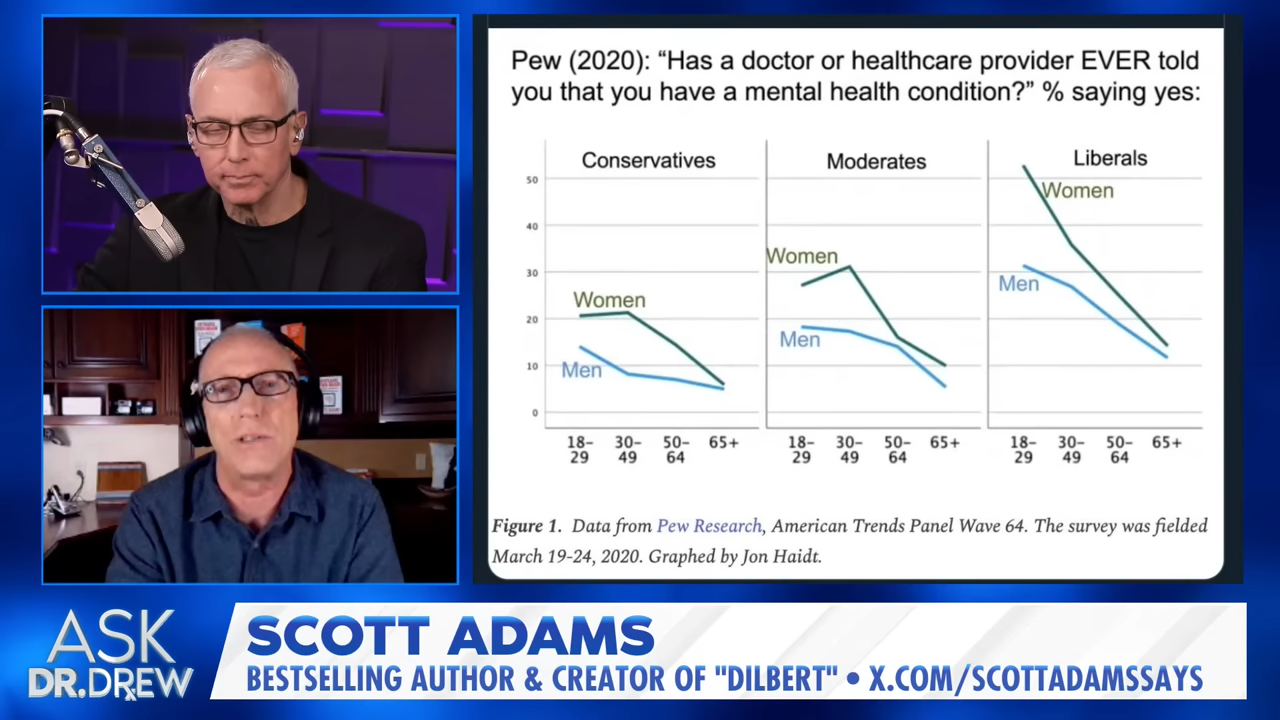 Pew (2020): “Has a doctor or healthcare provider EVER told
you that you have a mental health condition?” % saying yes:
Conservatives
Moderates
Liberals
50
40
30
20
10
0
Women
Men
Women
Men
Women
Men
18–
29
30–
49
50–
64
65+
18–
29
30–
49
50–
64
65+
18–
29
30–
49
50–
64
65+
Figure 1. Data from Pew Research, American Trends Panel Wave 64. The survey was fielded
March 19-24, 2020. Graphed by Jon Haidt.
ASK
DR.DREW
SCOTT ADAMS
BESTSELLING AUTHOR & CREATOR OF "DILBERT" • X.COM/SCOTTADAMSSAYS